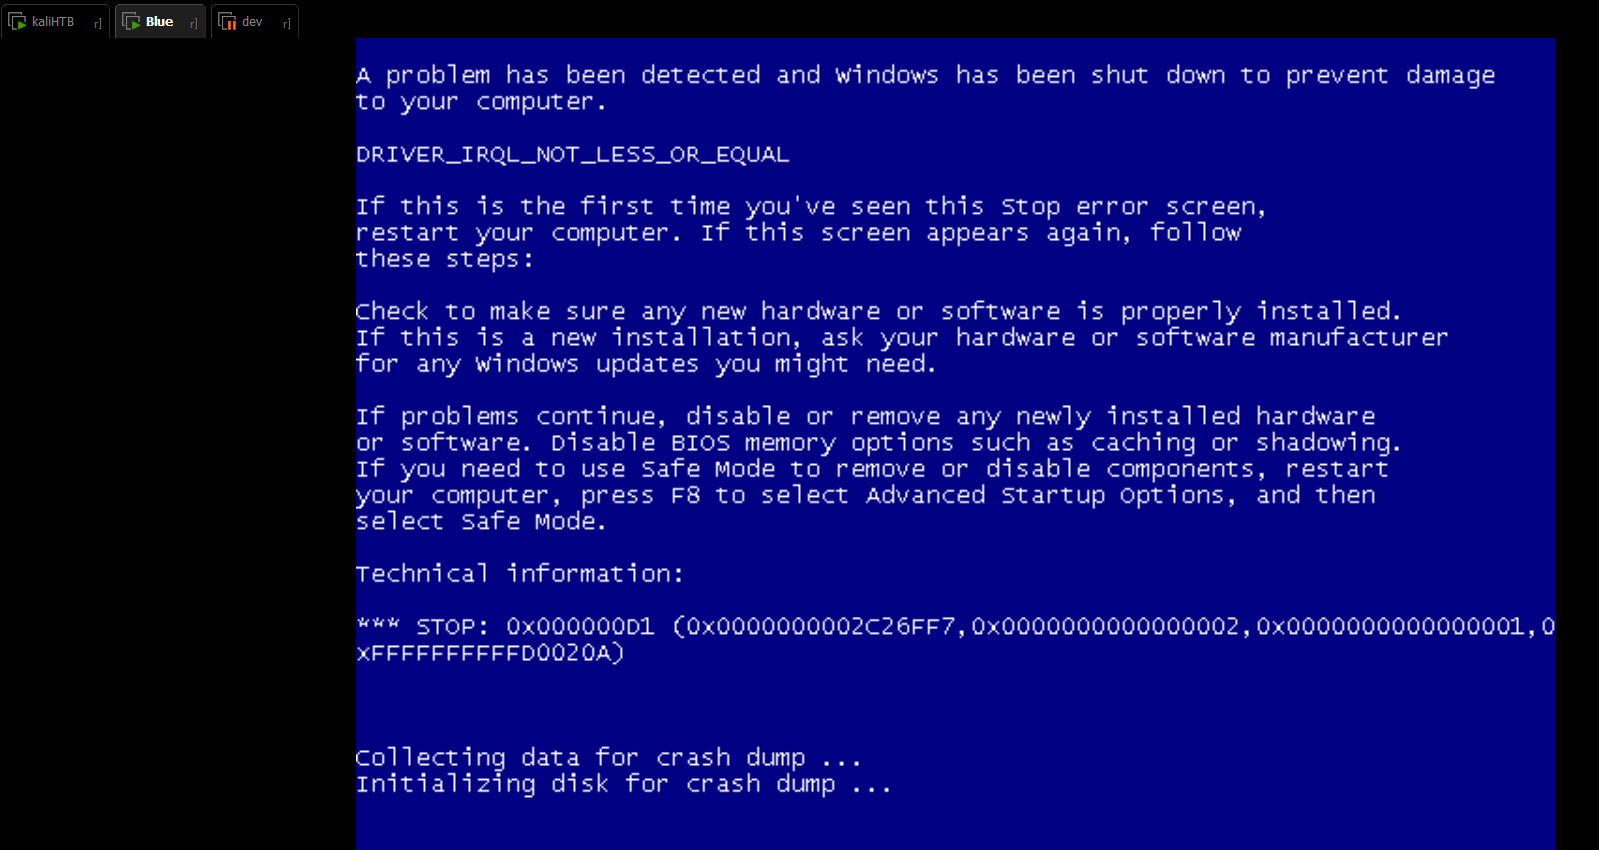 kaliHTB r]
Blue r]
dev r]
A problem has been detected and Windows has been shut down to prevent damage
to your computer.
DRIVER_IRQL_NOT_LESS_OR_EQUAL
If this is the first time you've seen this Stop error screen,
restart your computer. If this screen appears again, follow
these steps:
Check to make sure any new hardware or software is properly installed.
If this is a new installation, ask your hardware or software manufacturer
for any Windows updates you might need.
If problems continue, disable or remove any newly installed hardware
or software. Disable BIOS memory options such as caching or shadowing.
If you need to use Safe Mode to remove or disable components, restart
your computer, press F8 to select Advanced Startup Options, and then
select Safe Mode.
Technical information:
*** STOP: 0x000000D1 (0x0000000002C26FF7,0x0000000000000002,0x0000000000000001,0
xFFFFFFFFFFD0020A)
Collecting data for crash dump ...
Initializing disk for crash dump ...